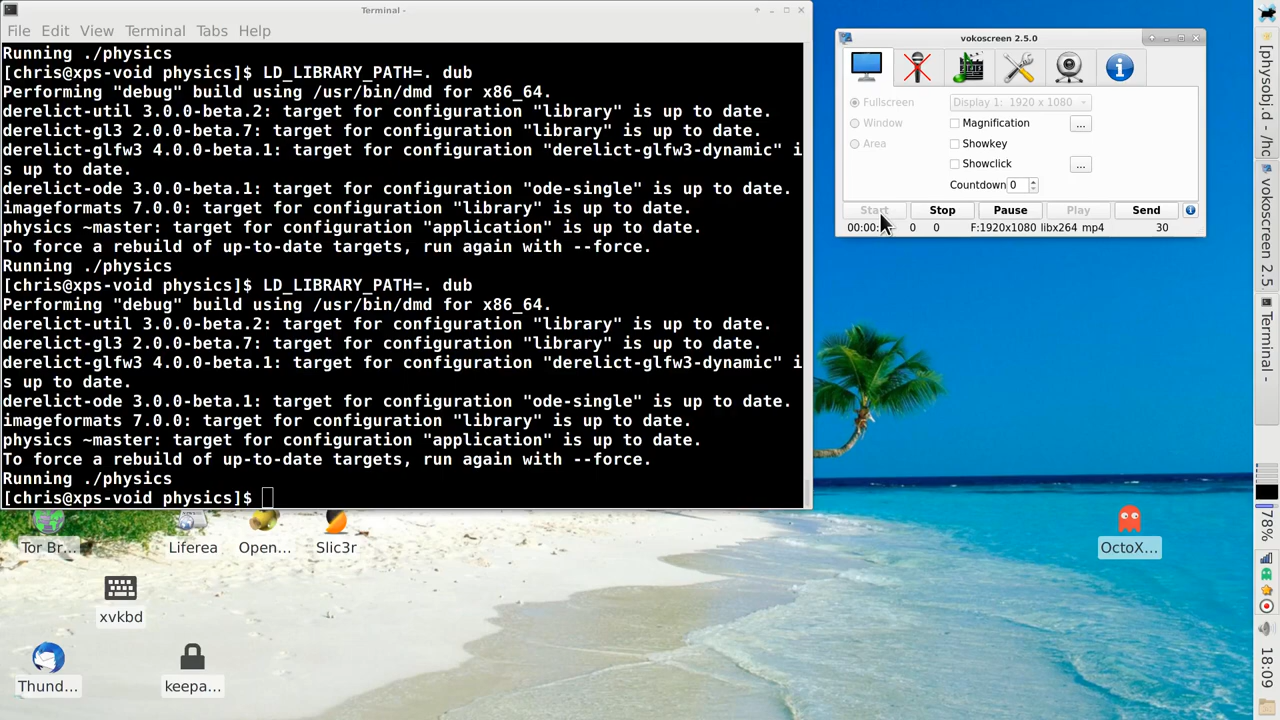 Terminal -
File Edit View Terminal Tabs Help
Running ./physics
[chris@xps-void physics]$ LD_LIBRARY_PATH=. dub
Performing "debug" build using /usr/bin/dmd for x86_64.
derelict-util 3.0.0-beta.2: target for configuration "library" is up to date.
derelict-gl3 2.0.0-beta.7: target for configuration "library" is up to date.
derelict-glfw3 4.0.0-beta.1: target for configuration "derelict-glfw3-dynamic" i
s up to date.
derelict-ode 3.0.0-beta.1: target for configuration "ode-single" is up to date.
imageformats 7.0.0: target for configuration "library" is up to date.
physics ~master: target for configuration "application" is up to date.
To force a rebuild of up-to-date targets, run again with --force.
Running ./physics
[chris@xps-void physics]$ LD_LIBRARY_PATH=. dub
Performing "debug" build using /usr/bin/dmd for x86_64.
derelict-util 3.0.0-beta.2: target for configuration "library" is up to date.
derelict-gl3 2.0.0-beta.7: target for configuration "library" is up to date.
derelict-glfw3 4.0.0-beta.1: target for configuration "derelict-glfw3-dynamic" i
s up to date.
derelict-ode 3.0.0-beta.1: target for configuration "ode-single" is up to date.
imageformats 7.0.0: target for configuration "library" is up to date.
physics ~master: target for configuration "application" is up to date.
To force a rebuild of up-to-date targets, run again with --force.
Running ./physics
[chris@xps-void physics]$
vokoscreen 2.5.0
Fullscreen Display 1: 1920 x 1080
Window Magnification ...
Area Showkey
Showclick ...
Countdown 0
Start Stop Pause Play Send
00:00: 0 0 F:1920x1080 libx264 mp4 30
Tor Br... Liferea Open... Slic3r
xvkbd
Thund... keepa...
OctoX...
[physobj.d - /hc
vokoscreen 2.5
Terminal -
78%
18:09